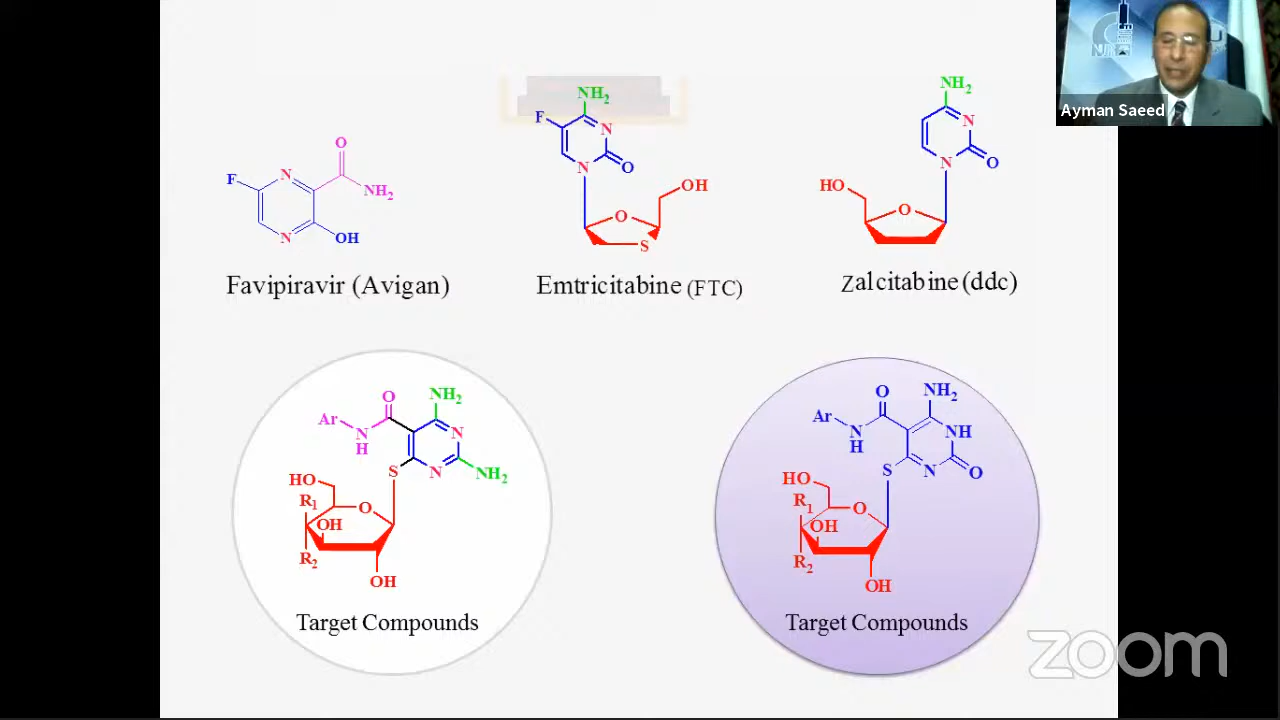 Ayman Saeed
O
F
N
NH₂
N
OH
Favipiravir (Avigan)
NH₂
F
N
N
O
OH
O
S
Emtricitabine (FTC)
NH₂
N
N
O
HO
O
Zalcitabine (ddc)
O
NH₂
Ar
N
H
N
S
N
NH₂
HO
R₁
O
OH
R₂
OH
Target Compounds
O
NH₂
Ar
N
H
NH
S
N
O
HO
R₁
O
OH
R₂
OH
Target Compounds
zoom